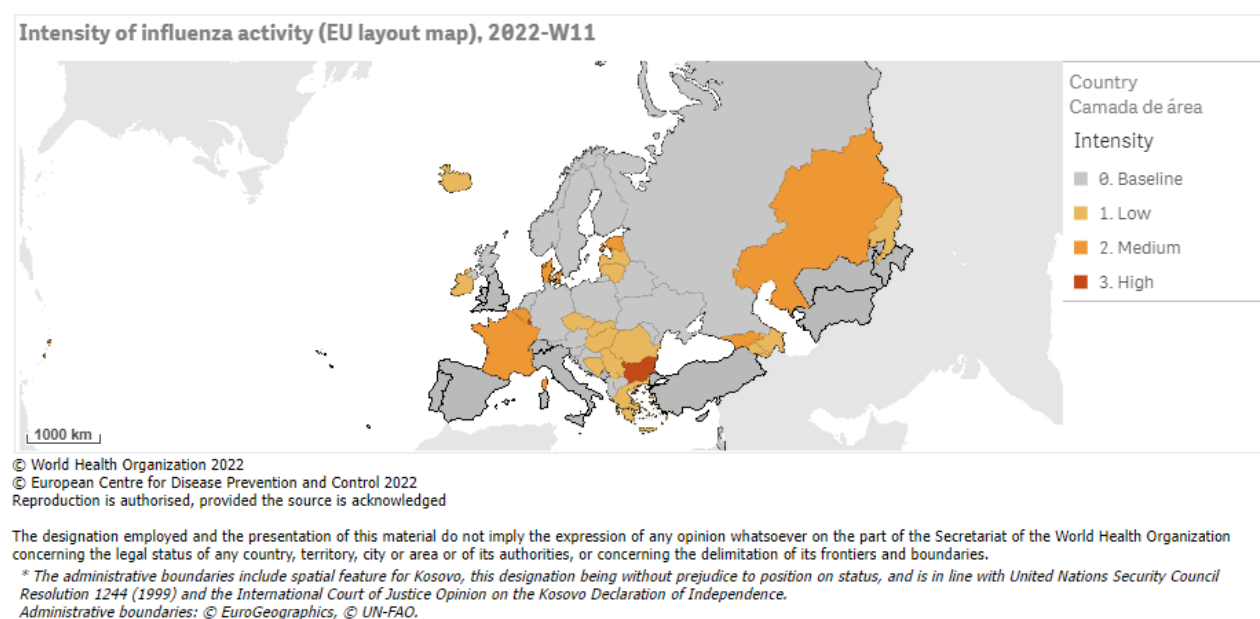 Intensity of influenza activity (EU layout map), 2022-W11
Country
Camada de área
Intensity
0. Baseline
1. Low
2. Medium
3. High
1000 km
© World Health Organization 2022
© European Centre for Disease Prevention and Control 2022
Reproduction is authorised, provided the source is acknowledged
The designation employed and the presentation of this material do not imply the expression of any opinion whatsoever on the part of the Secretariat of the World Health Organization
concerning the legal status of any country, territory, city or area or of its authorities, or concerning the delimitation of its frontiers and boundaries.
* The administrative boundaries include spatial feature for Kosovo, this designation being without prejudice to position on status, and is in line with United Nations Security Council
Resolution 1244 (1999) and the International Court of Justice Opinion on the Kosovo Declaration of Independence.
Administrative boundaries: © EuroGeographics, © UN-FAO.